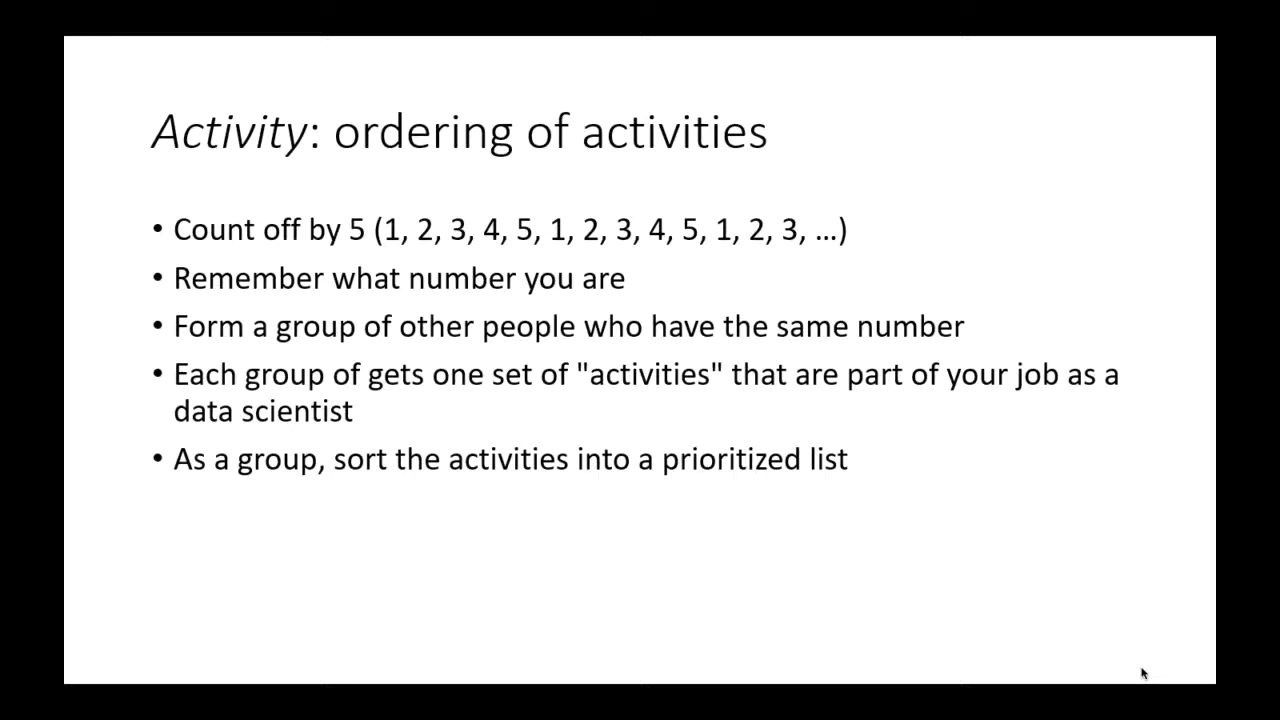 Activity: ordering of activities
• Count off by 5 (1, 2, 3, 4, 5, 1, 2, 3, 4, 5, 1, 2, 3, …)
• Remember what number you are
• Form a group of other people who have the same number
• Each group of gets one set of "activities" that are part of your job as a
data scientist
• As a group, sort the activities into a prioritized list